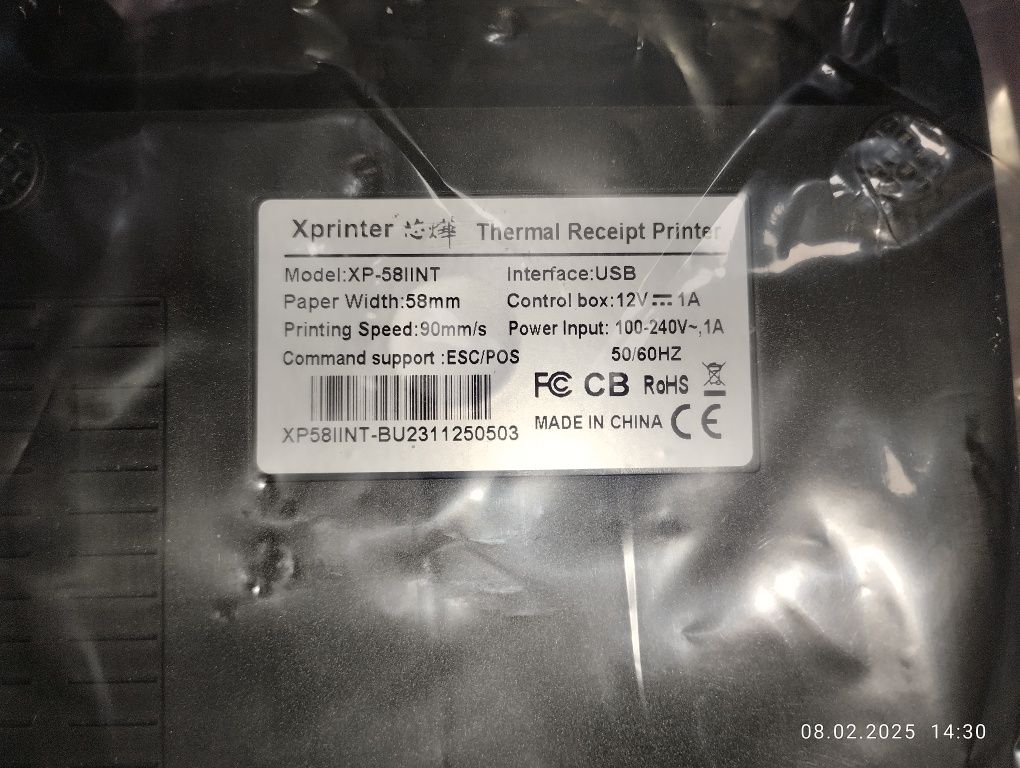 Xprinter 芯烨 Thermal Receipt Printer
Model:XP-58IINT Interface:USB
Paper Width:58mm Control box:12V⎓1A
Printing Speed:90mm/s Power Input: 100-240V~,1A
Command support :ESC/POS 50/60HZ
FC CB RoHS
XP58IINT-BU2311250503 MADE IN CHINA CE
08.02.2025 14:30